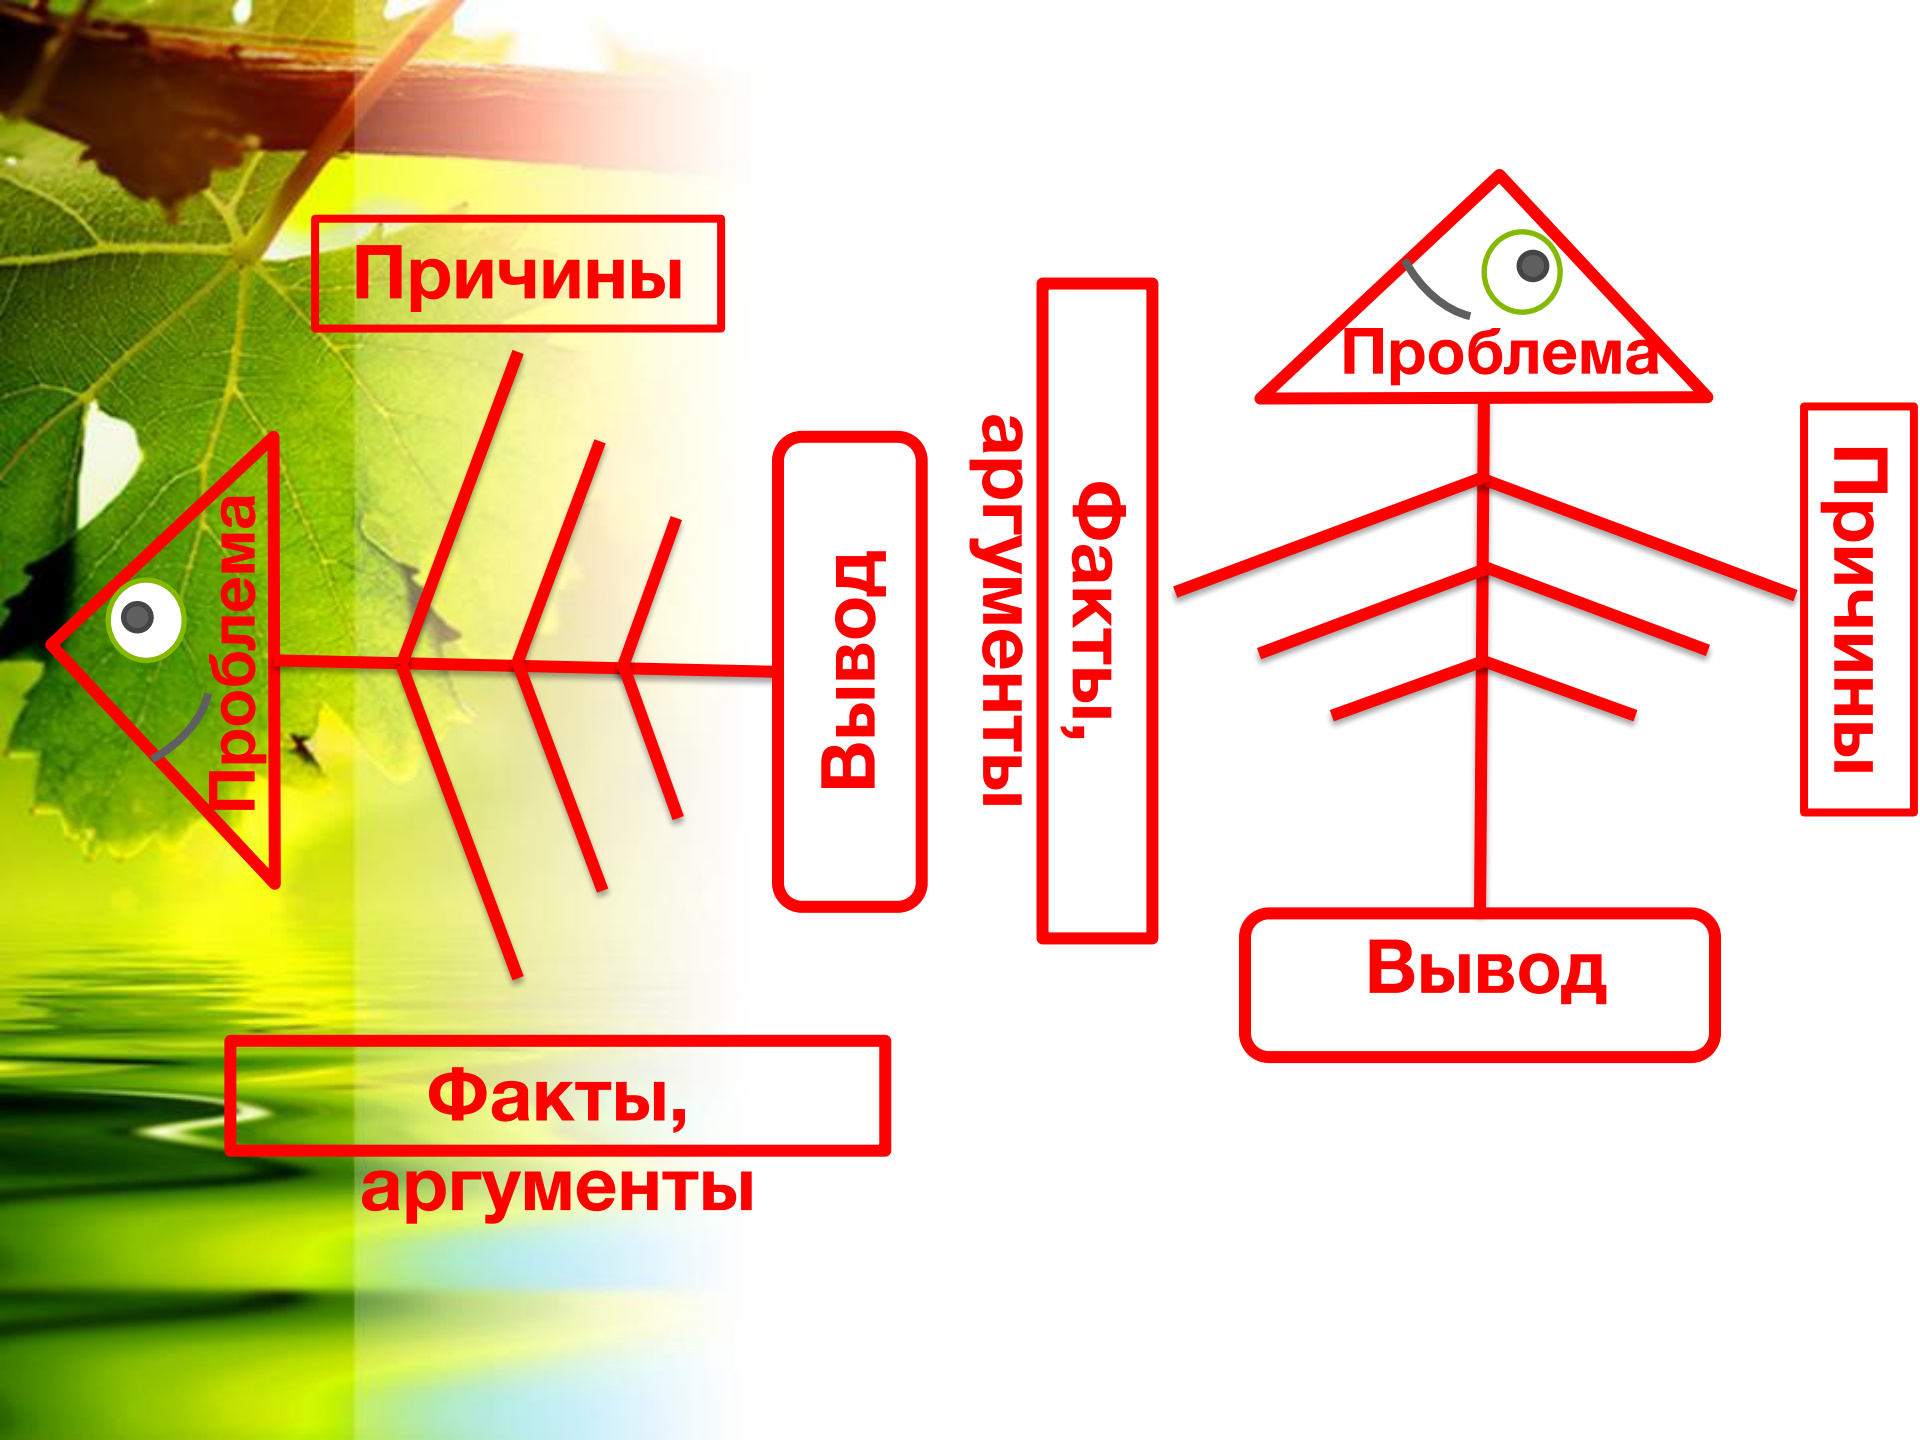 Причины
Проблема
Вывод
Факты,
аргументы
Проблема
Факты,
аргументы
Причины
Вывод